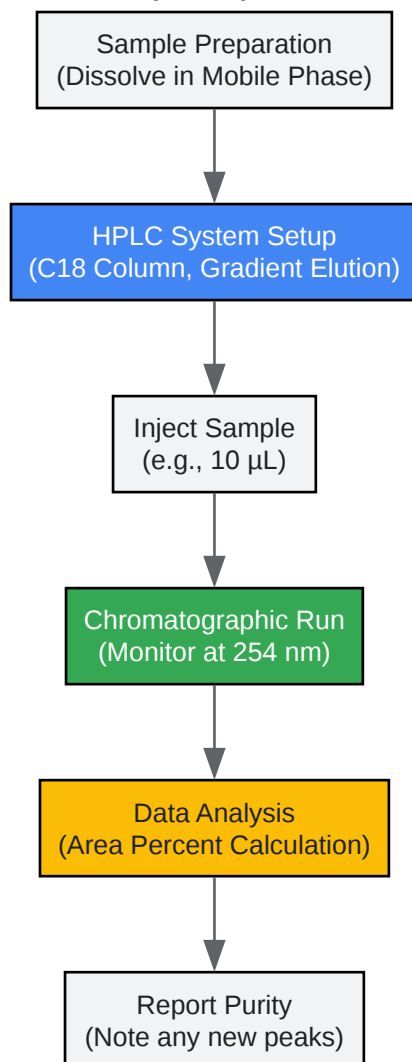 Sample Preparation
(Dissolve in Mobile Phase)
HPLC System Setup
(C18 Column, Gradient Elution)
Inject Sample
(e.g., 10 µL)
Chromatographic Run
(Monitor at 254 nm)
Data Analysis
(Area Percent Calculation)
Report Purity
(Note any new peaks)